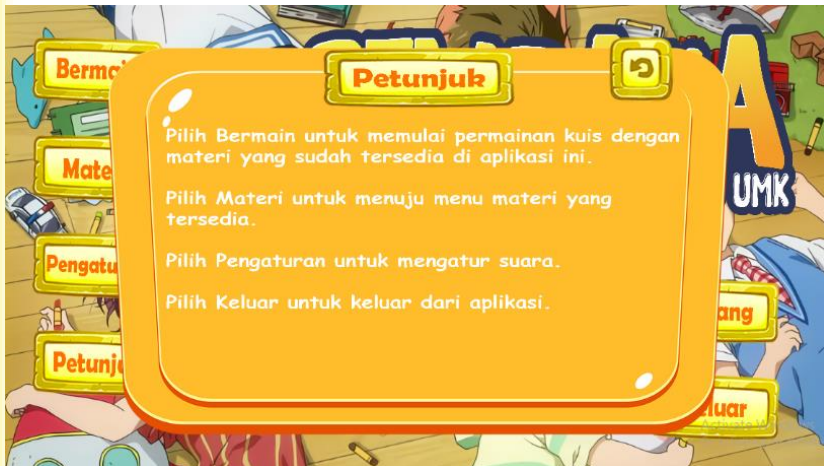 Petunjuk
Pilih Bermain untuk memulai permainan kuis dengan
materi yang sudah tersedia di aplikasi ini.
Pilih Materi untuk menuju menu materi yang
tersedia.
Pilih Pengaturan untuk mengatur suara.
Pilih Keluar untuk keluar dari aplikasi.
UMK